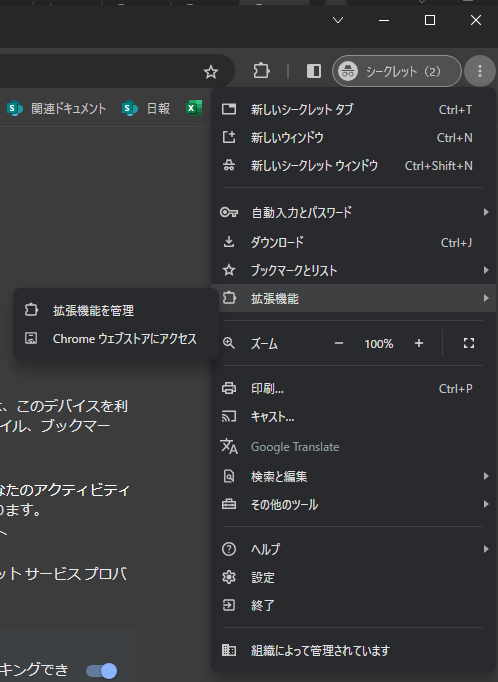 シークレット (2)
関連ドキュメント
日報
新しいシークレット タブ Ctrl+T
新しいウィンドウ Ctrl+N
新しいシークレット ウィンドウ Ctrl+Shift+N
自動入力とパスワード
ダウンロード Ctrl+J
ブックマークとリスト
拡張機能
拡張機能を管理
Chrome ウェブストアにアクセス
ズーム − 100% +
印刷... Ctrl+P
キャスト...
Google Translate
検索と編集
その他のツール
ヘルプ
設定
終了
組織によって管理されています
、このデバイスを利
イル、ブックマー
なたのアクティビティ
ります。
ト
ット サービス プロバ
キングでき